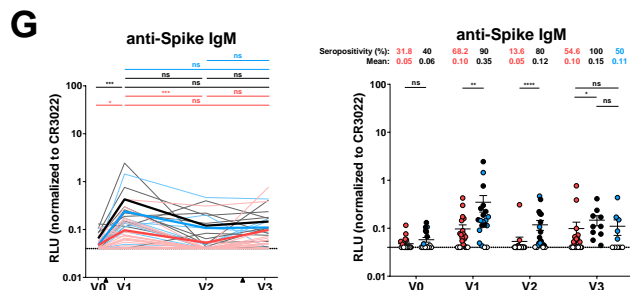 G
anti-Spike IgM
ns
ns
ns
ns
***
ns
ns
***
ns
*
ns
100
10
1
0.1
0.01
RLU (normalized to CR3022)
V0 V1 V2 V3
anti-Spike IgM
Seropositivity (%): 31.8 40 68.2 90 13.6 80 54.6 100 50
Mean: 0.05 0.06 0.10 0.35 0.05 0.12 0.10 0.15 0.11
ns ** **** ns
*
ns
100
10
1
0.1
0.01
RLU (normalized to CR3022)
V0 V1 V2 V3